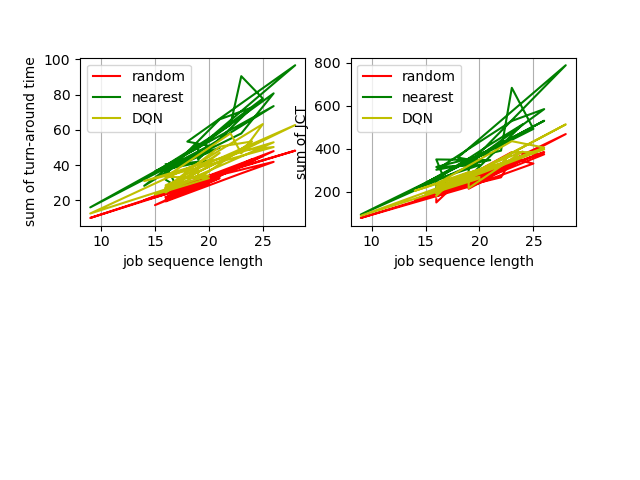 sum of turn-around time
100
80
60
40
20
random
nearest
DQN
10
15
20
25
job sequence length
sum of JCT
800
600
400
200
random
nearest
DQN
10
15
20
25
job sequence length